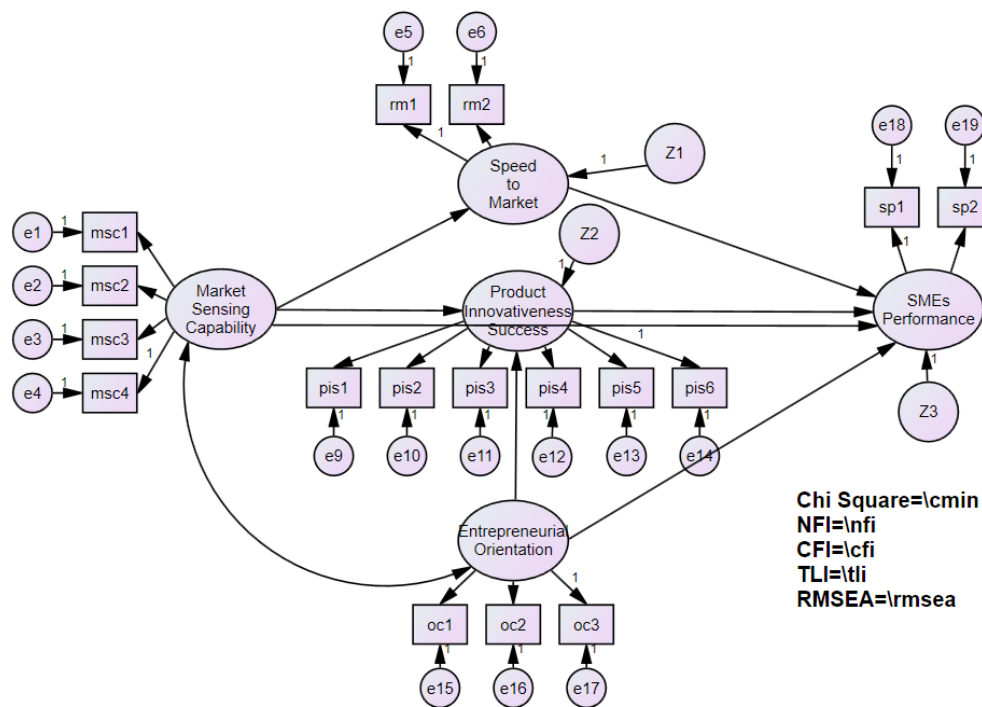 e5
e6
1
1
rm1
rm2
1
Speed
to
Market
1
Z1
e18
e19
1
1
sp1
sp2
1
SMEs
Performance
1
Z3
e1
1
msc1
e2
1
msc2
e3
1
msc3
1
e4
1
msc4
Market
Sensing
Capability
Z2
1
Product
Innovativeness
Success
1
pis1
pis2
pis3
pis4
pis5
pis6
1
1
1
1
1
1
e9
e10
e11
e12
e13
e14
Entrepreneurial
Orientation
1
oc1
oc2
oc3
1
1
1
e15
e16
e17
Chi Square=\cmin
NFI=\nfi
CFI=\cfi
TLI=\tli
RMSEA=\rmsea